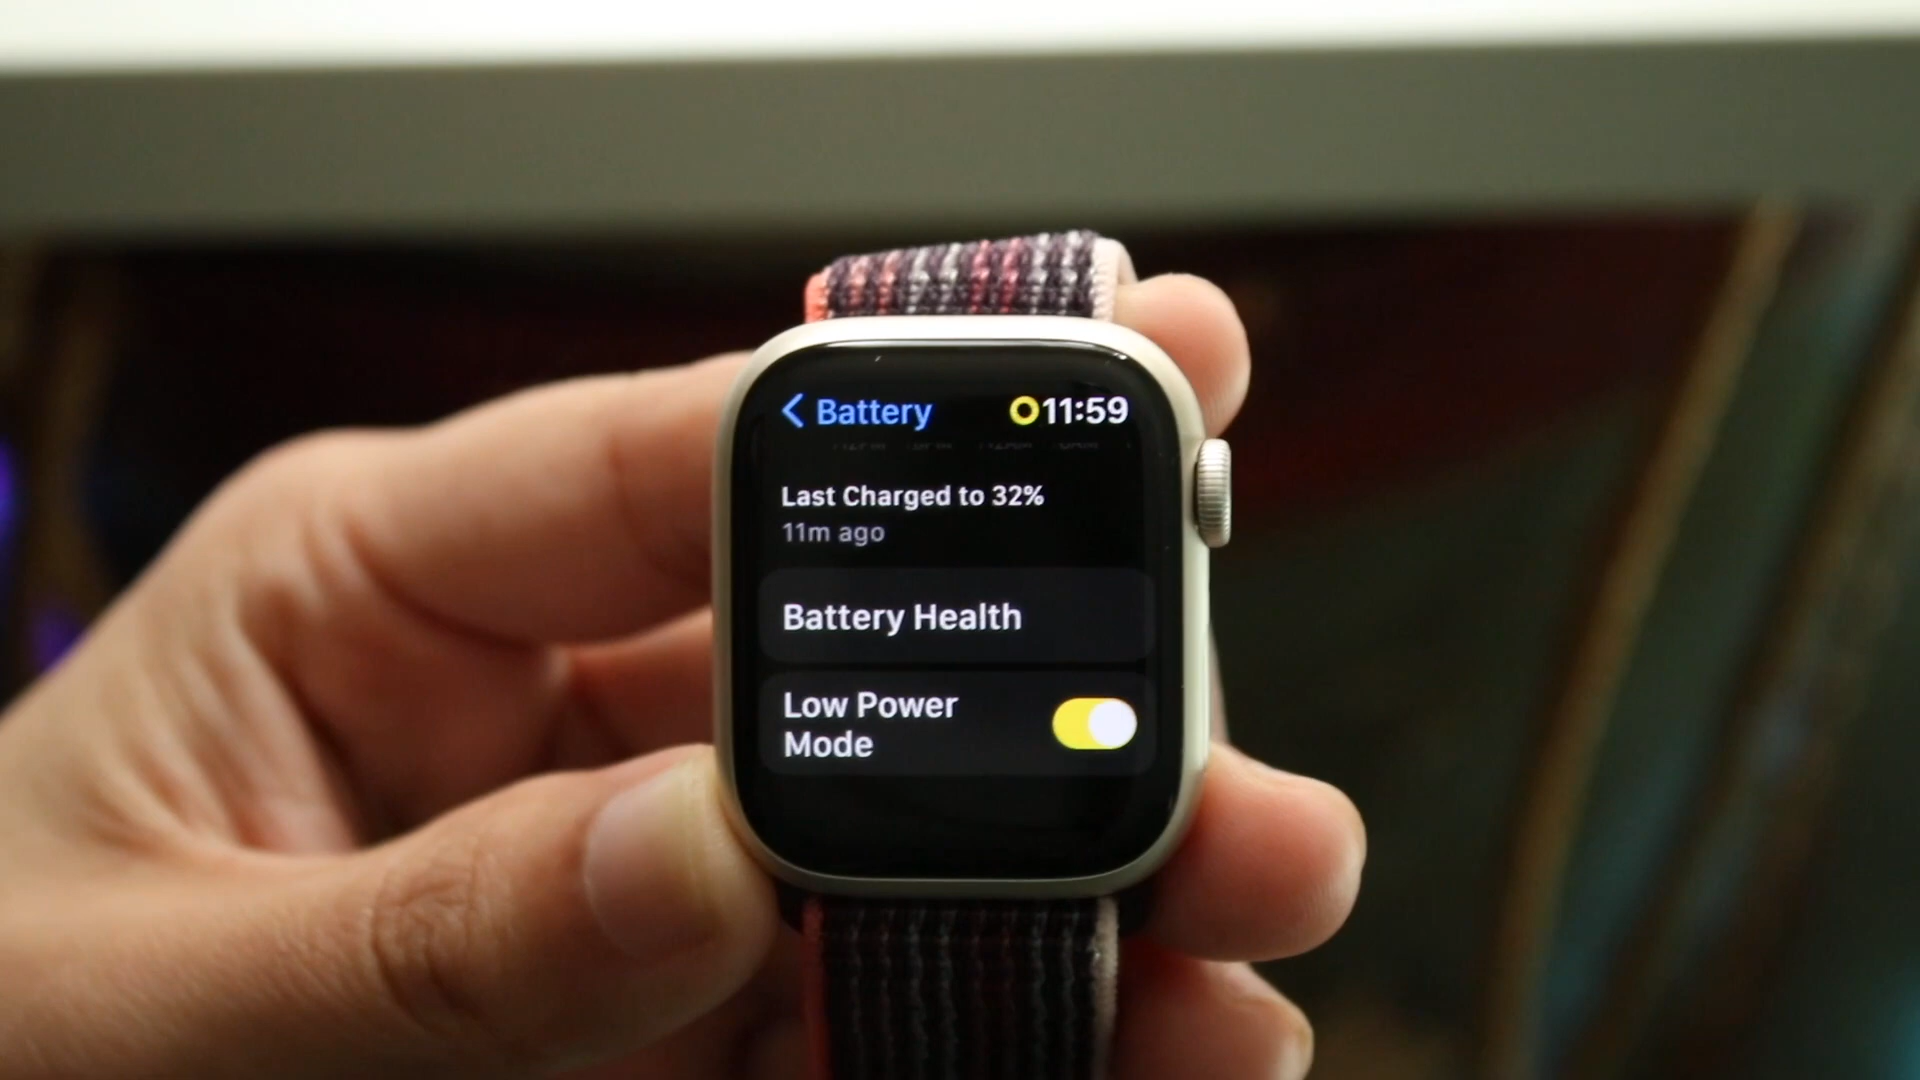 Battery
11:59
Last Charged to 32%
11m ago
Battery Health
Low Power
Mode